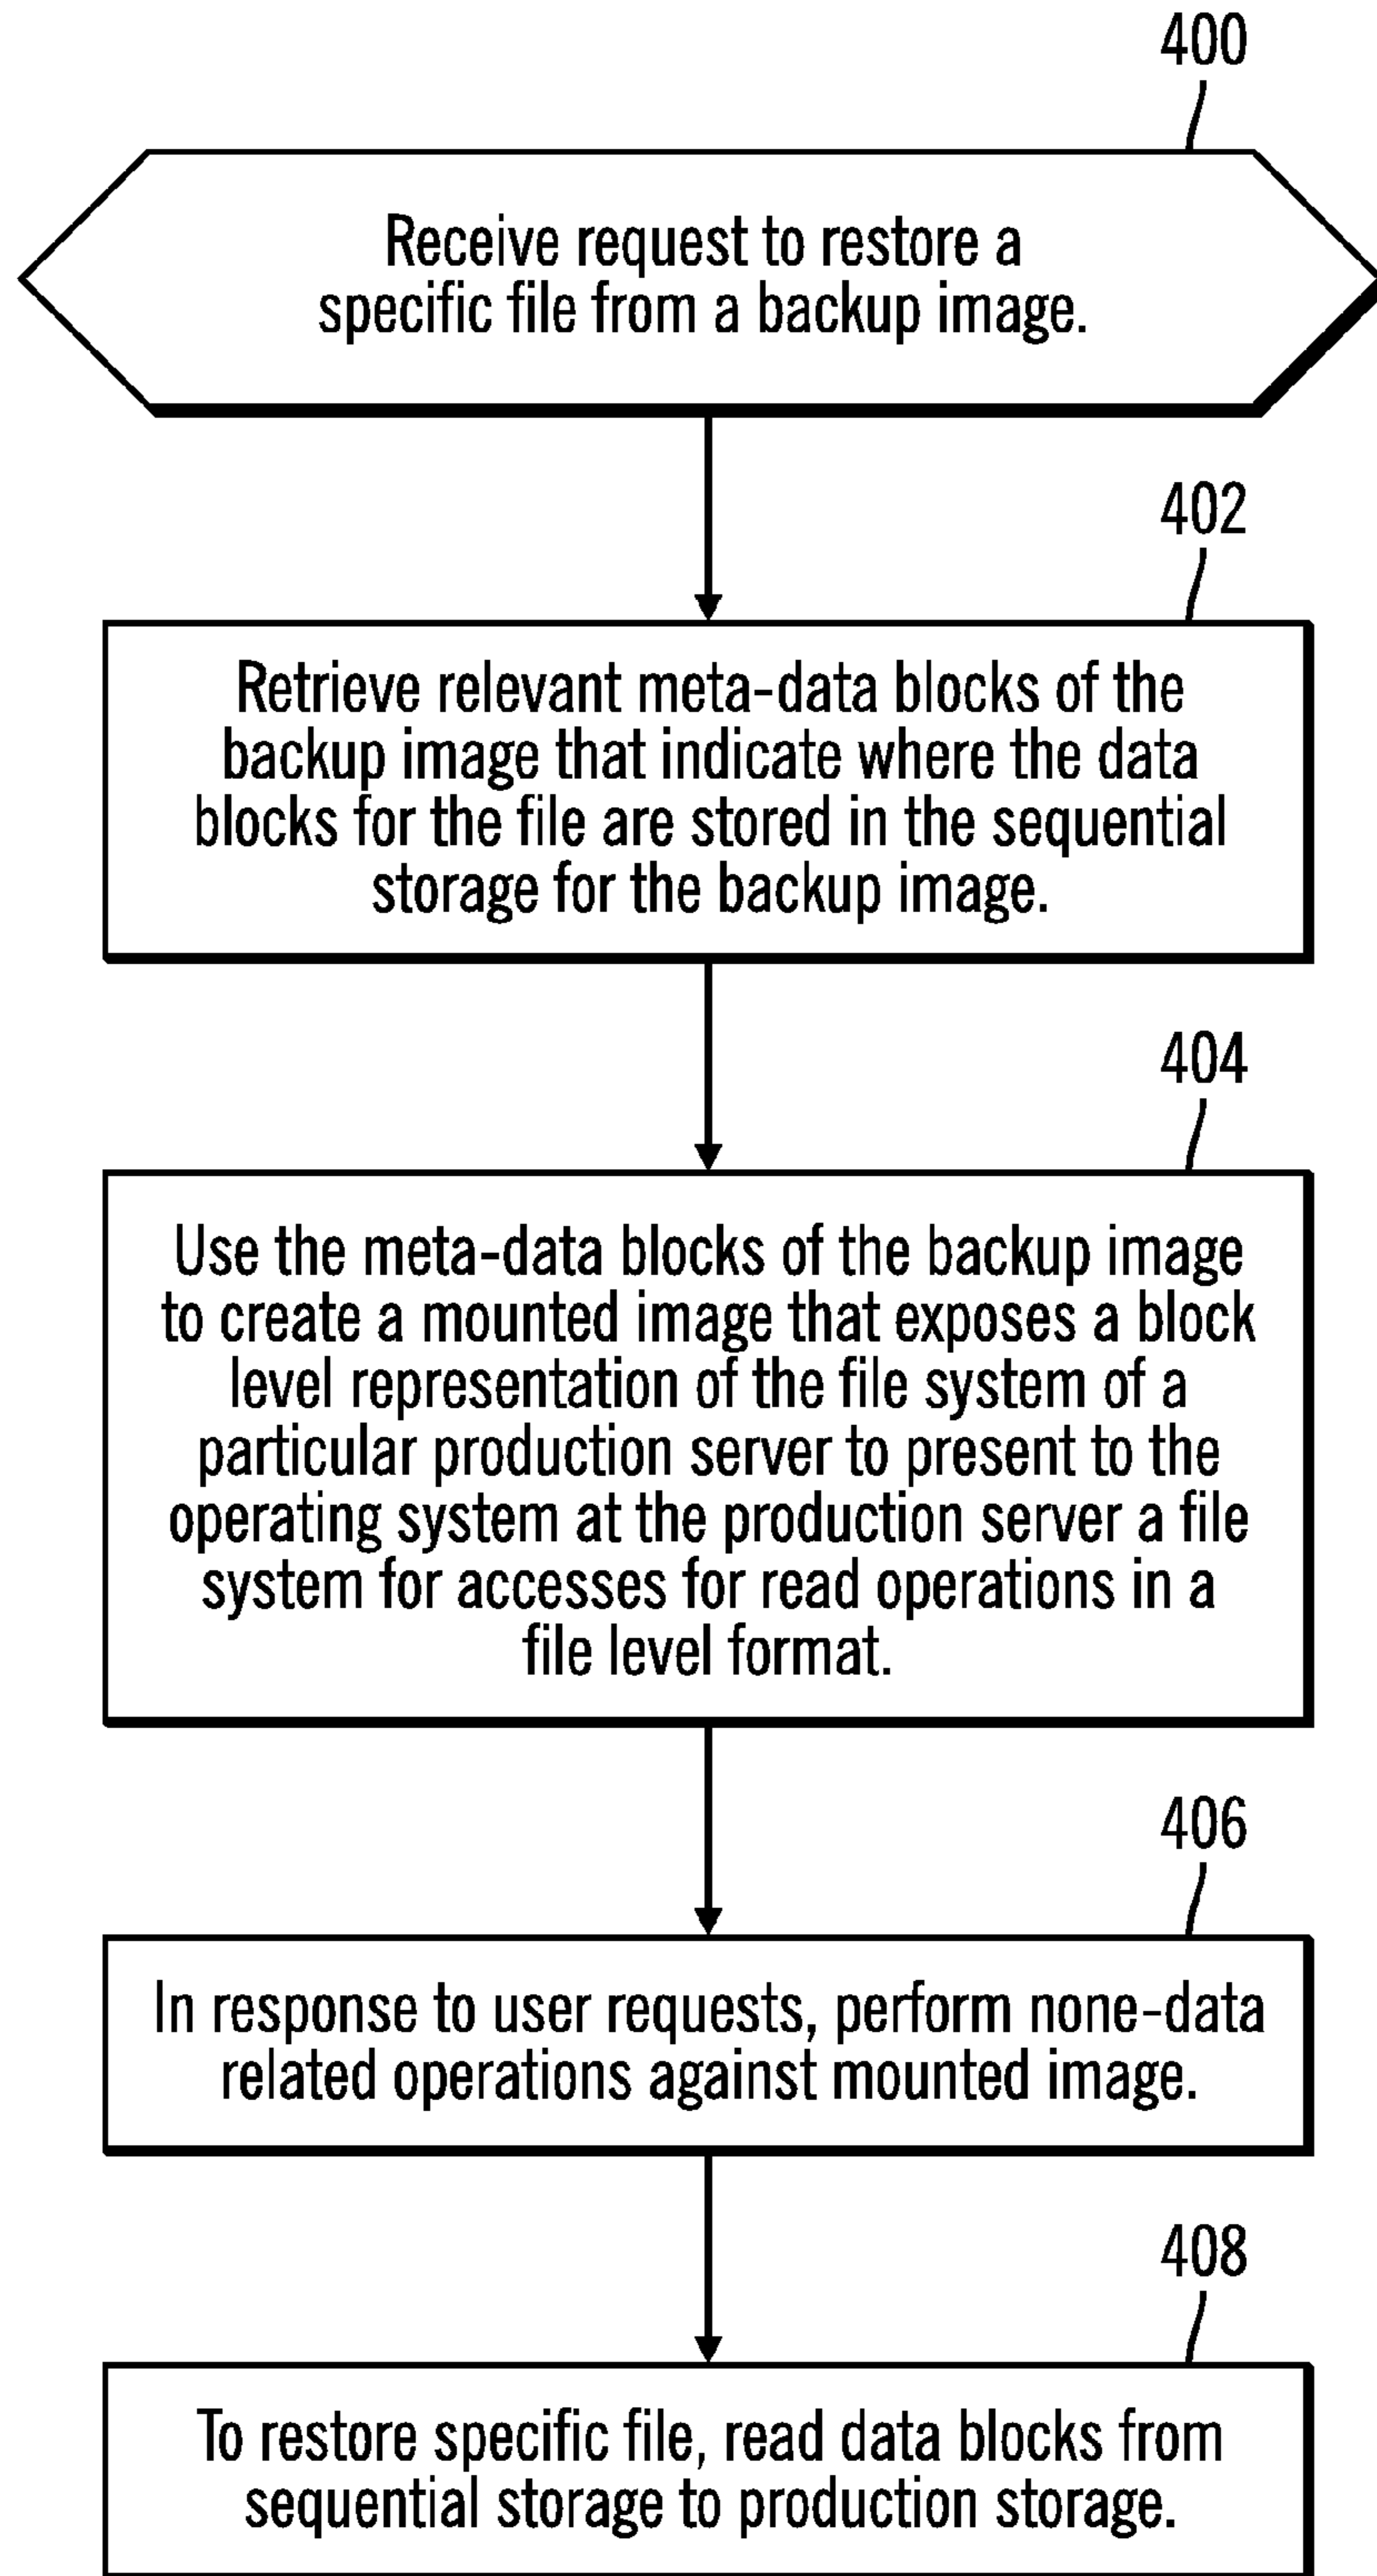 400
Receive request to restore a
specific file from a backup image.
402
Retrieve relevant meta-data blocks of the
backup image that indicate where the data
blocks for the file are stored in the sequential
storage for the backup image.
404
Use the meta-data blocks of the backup image
to create a mounted image that exposes a block
level representation of the file system of a
particular production server to present to the
operating system at the production server a file
system for accesses for read operations in a
file level format.
406
In response to user requests, perform none-data
related operations against mounted image.
408
To restore specific file, read data blocks from
sequential storage to production storage.